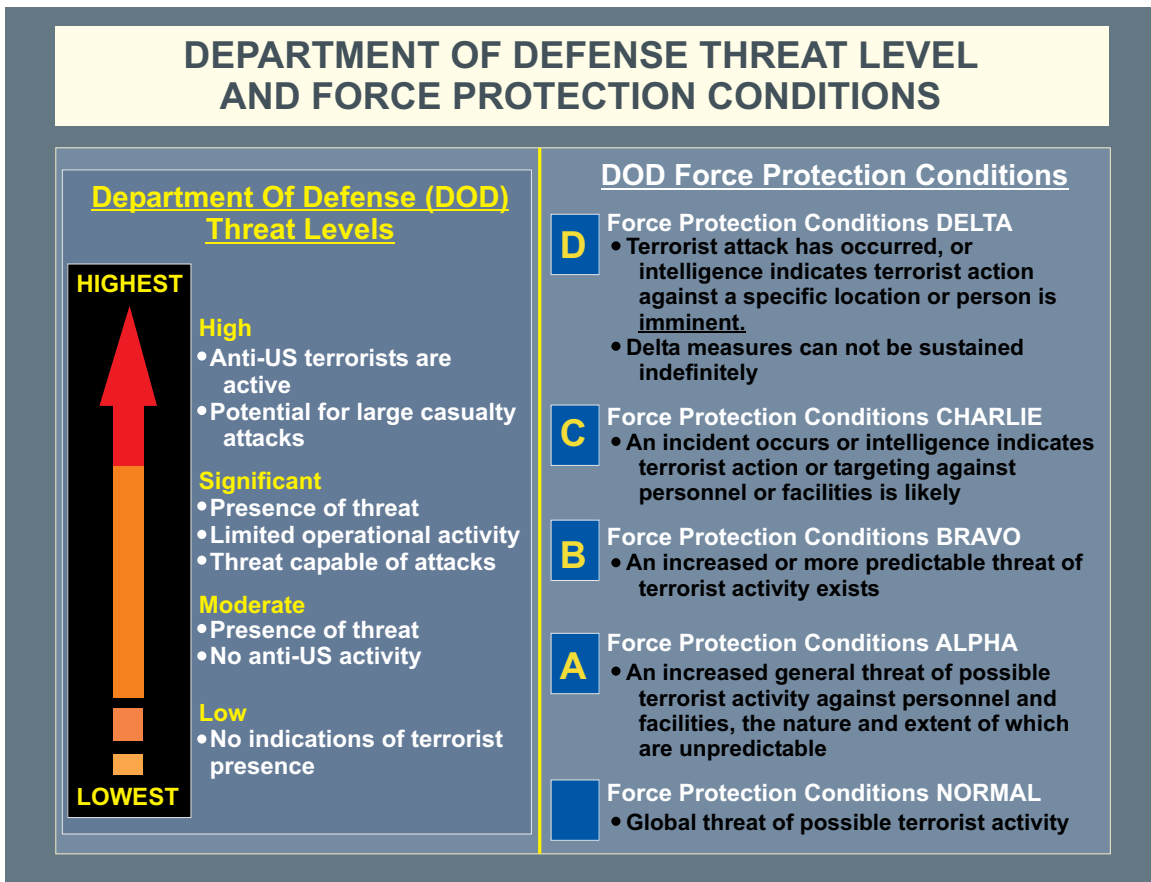 DEPARTMENT OF DEFENSE THREAT LEVEL
AND FORCE PROTECTION CONDITIONS
Department Of Defense (DOD)
Threat Levels
HIGHEST
High
•Anti-US terrorists are
active
•Potential for large casualty
attacks
Significant
•Presence of threat
•Limited operational activity
•Threat capable of attacks
Moderate
•Presence of threat
•No anti-US activity
Low
•No indications of terrorist
presence
LOWEST
DOD Force Protection Conditions
D
Force Protection Conditions DELTA
• Terrorist attack has occurred, or
intelligence indicates terrorist action
against a specific location or person is
imminent.
• Delta measures can not be sustained
indefinitely
C
Force Protection Conditions CHARLIE
• An incident occurs or intelligence indicates
terrorist action or targeting against
personnel or facilities is likely
B
Force Protection Conditions BRAVO
• An increased or more predictable threat of
terrorist activity exists
A
Force Protection Conditions ALPHA
• An increased general threat of possible
terrorist activity against personnel and
facilities, the nature and extent of which
are unpredictable
Force Protection Conditions NORMAL
• Global threat of possible terrorist activity